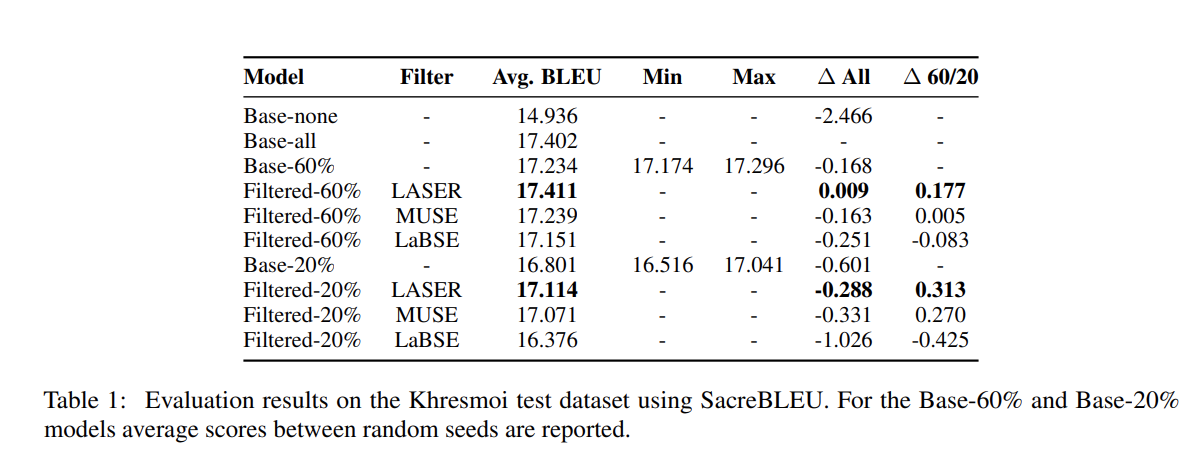 Model Filter Avg. BLEU Min Max Δ All Δ 60/20
Base-none - 14.936 - - -2.466 -
Base-all - 17.402 - - - -
Base-60% - 17.234 17.174 17.296 -0.168 -
Filtered-60% LASER 17.411 - - 0.009 0.177
Filtered-60% MUSE 17.239 - - -0.163 0.005
Filtered-60% LaBSE 17.151 - - -0.251 -0.083
Base-20% - 16.801 16.516 17.041 -0.601 -
Filtered-20% LASER 17.114 - - -0.288 0.313
Filtered-20% MUSE 17.071 - - -0.331 0.270
Filtered-20% LaBSE 16.376 - - -1.026 -0.425
Table 1: Evaluation results on the Khresmoi test dataset using SacreBLEU. For the Base-60% and Base-20%
models average scores between random seeds are reported.